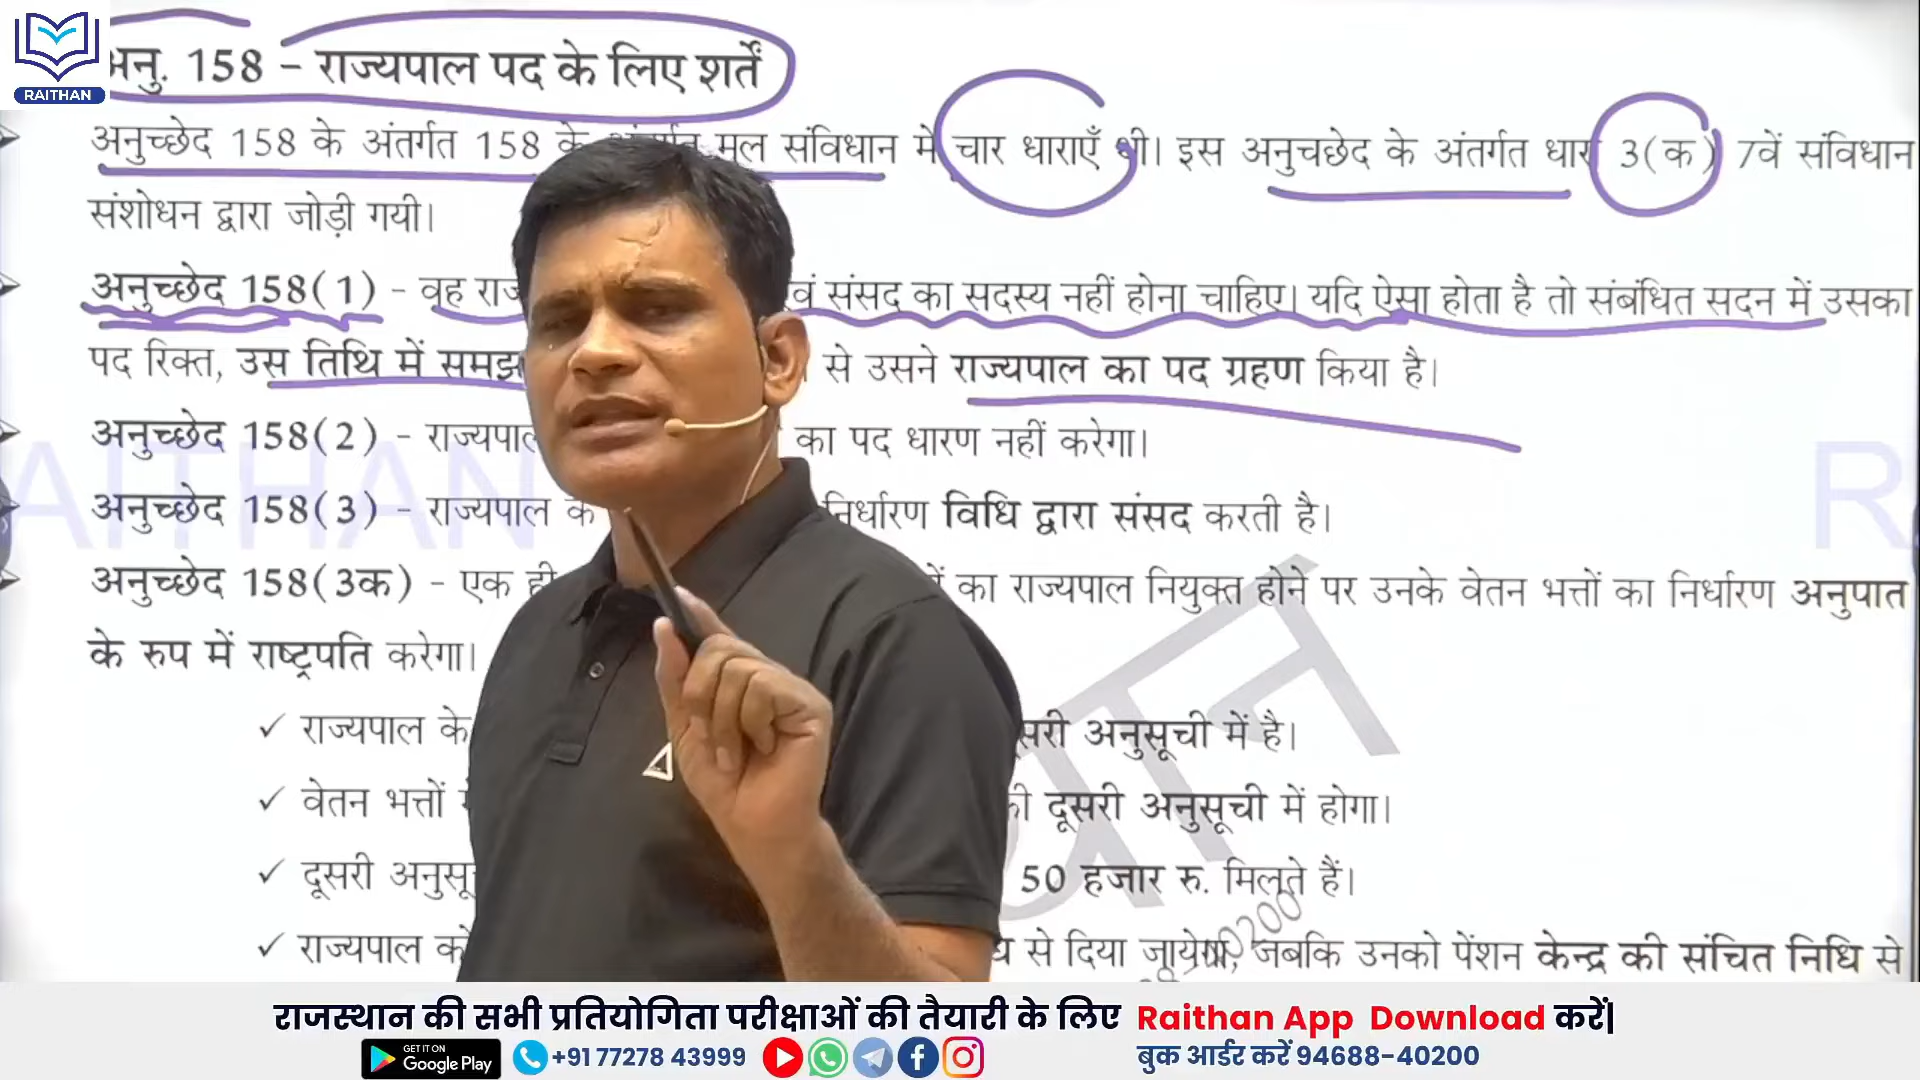 RAITHAN
अनु. 158 – राज्यपाल पद के लिए शर्तें
अनुच्छेद 158 के अंतर्गत 158 के अंतर्गत मूल संविधान में चार धाराएँ थी। इस अनुचछेद के अंतर्गत धारा 3(क) 7वें संविधान
संशोधन द्वारा जोड़ी गयी।
अनुच्छेद 158(1) - वह संसद का सदस्य नहीं होना चाहिए। यदि ऐसा होता है तो संबंधित सदन में उसका
पद रिक्त, उस तिथि में से उसने राज्यपाल का पद ग्रहण किया है।
अनुच्छेद 158(2) - राज्यपाल का पद धारण नहीं करेगा।
अनुच्छेद 158(3) - राज्यपाल के निर्धारण विधि द्वारा संसद करती है।
अनुच्छेद 158(3क) - एक ही का राज्यपाल नियुक्त होने पर उनके वेतन भत्तों का निर्धारण अनुपात
के रुप में राष्ट्रपति करेगा।
✓ राज्यपाल के अनुसूची में है।
✓ वेतन भत्तों दूसरी अनुसूची में होगा।
✓ दूसरी 50 हजार रु. मिलते हैं।
✓ राज्यपाल को से दिया जायेगा, जबकि उनको पेंशन केन्द्र की संचित निधि से
राजस्थान की सभी प्रतियोगिता परीक्षाओं की तैयारी के लिए Raithan App Download करें|
GET IT ON
Google Play
+91 77278 43999
बुक आर्डर करें 94688-40200